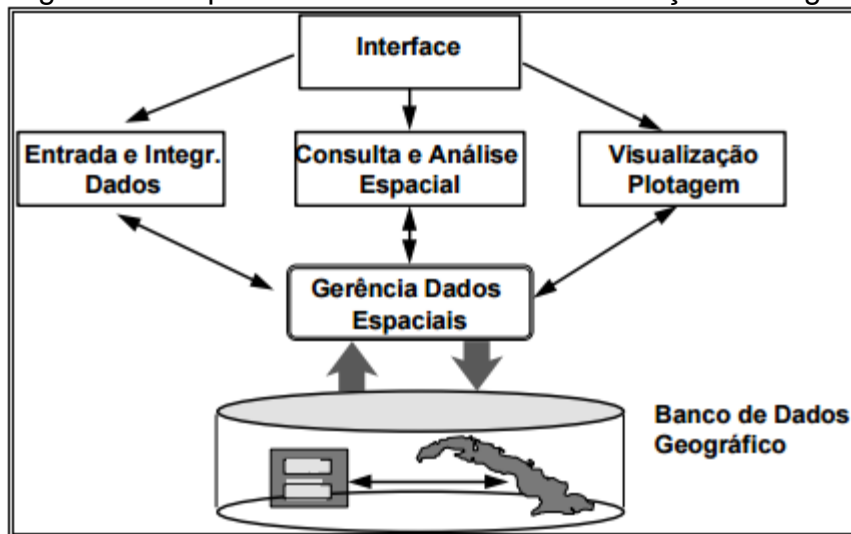 Interface
Entrada e Integr.
Dados
Consulta e Análise
Espacial
Visualização
Plotagem
Gerência Dados
Espaciais
Banco de Dados
Geográfico